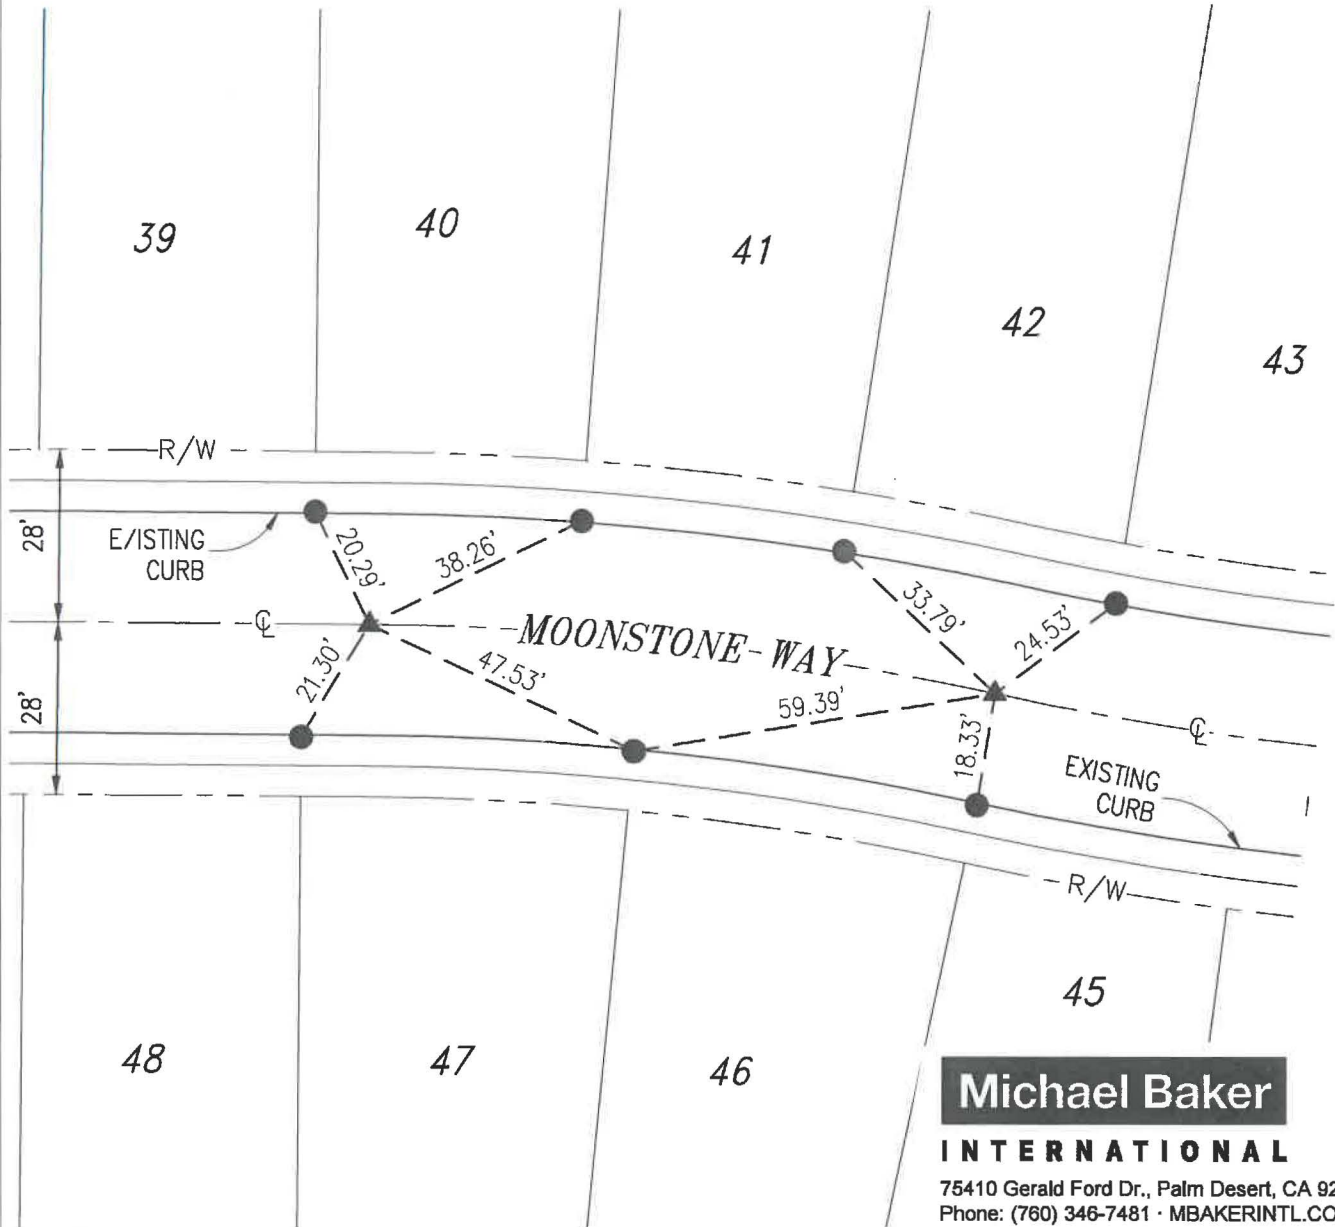 39
40
41
42
43
R/W
28'
E/ISTING
CURB
20.29'
38.26'
33.79'
24.53'
℄
MOONSTONE WAY
28'
21.30'
47.53'
59.39'
18.33'
℄
EXISTING
CURB
R/W
45
48
47
46
Michael Baker
INTERNATIONAL
75410 Gerald Ford Dr., Palm Desert, CA 92
Phone: (760) 346-7481 · MBAKERINTL.CO